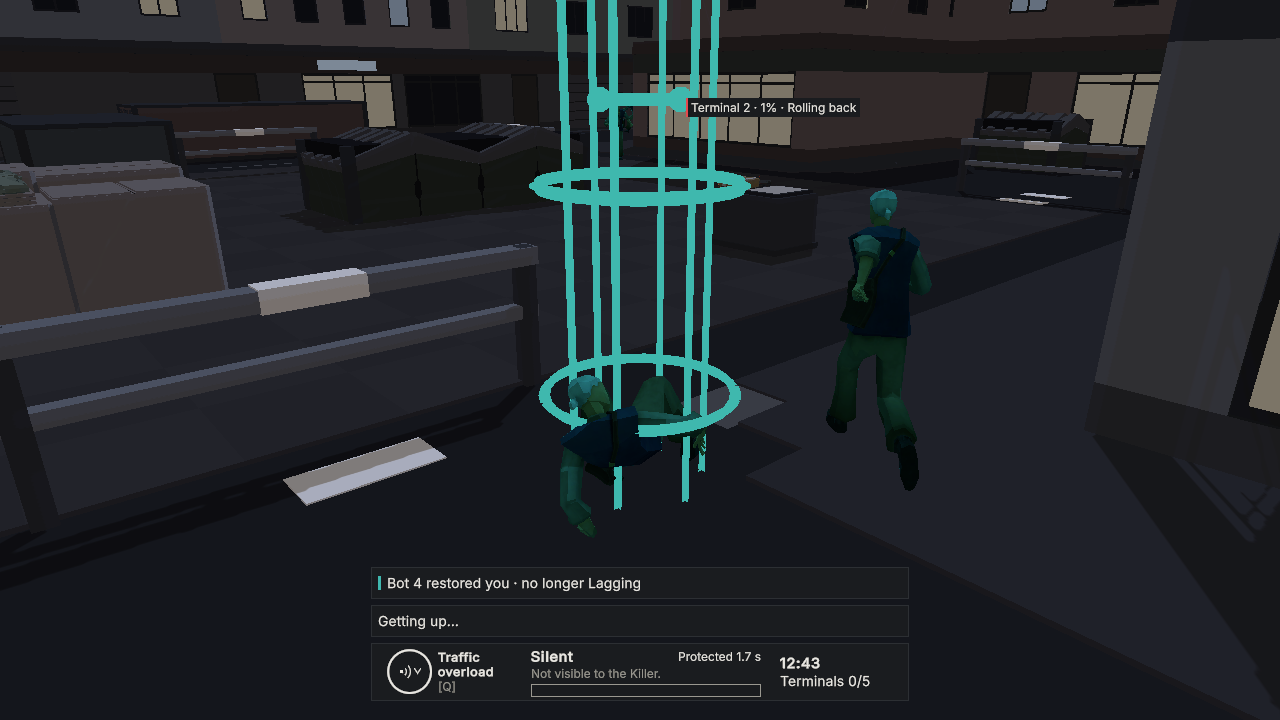 Terminal 2 · 1% · Rolling back
Bot 4 restored you · no longer Lagging
Getting up...
Traffic
overload
[Q]
Silent
Protected 1.7 s
Not visible to the Killer.
12:43
Terminals 0/5